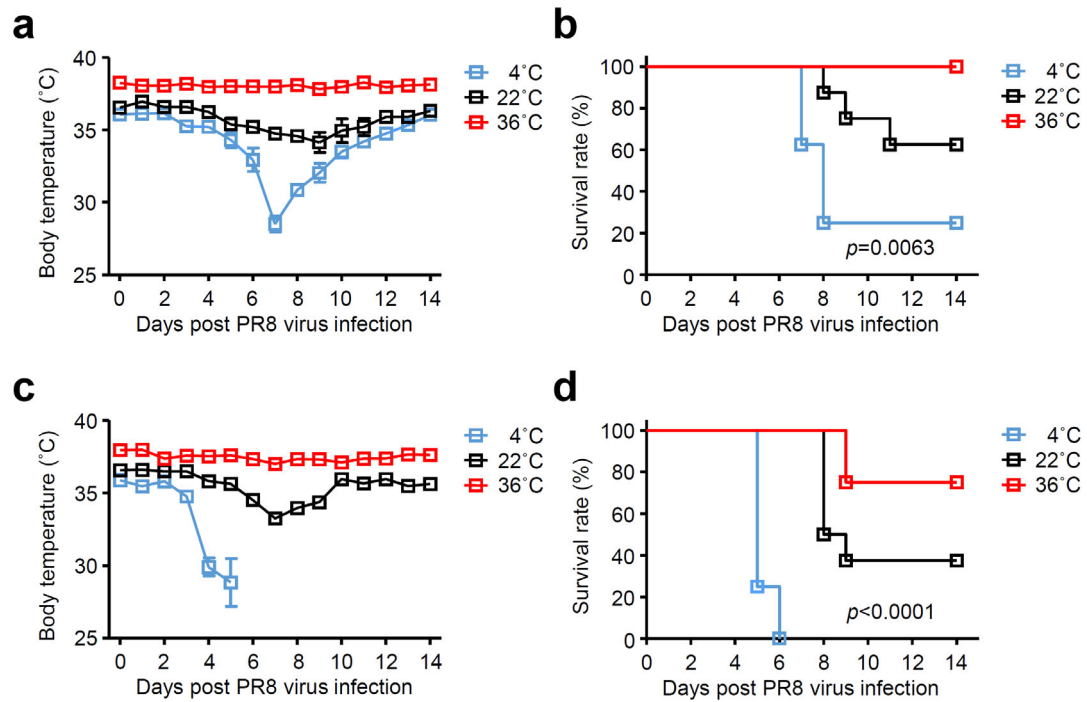 a
40
35
30
25
Body temperature (˚C)
0 2 4 6 8 10 12 14
Days post PR8 virus infection
4˚C
22˚C
36˚C
b
100
80
60
40
20
0
Survival rate (%)
p=0.0063
0 2 4 6 8 10 12 14
Days post PR8 virus infection
4˚C
22˚C
36˚C
c
40
35
30
25
Body temperature (˚C)
0 2 4 6 8 10 12 14
Days post PR8 virus infection
4˚C
22˚C
36˚C
d
100
80
60
40
20
0
Survival rate (%)
p<0.0001
0 2 4 6 8 10 12 14
Days post PR8 virus infection
4˚C
22˚C
36˚C